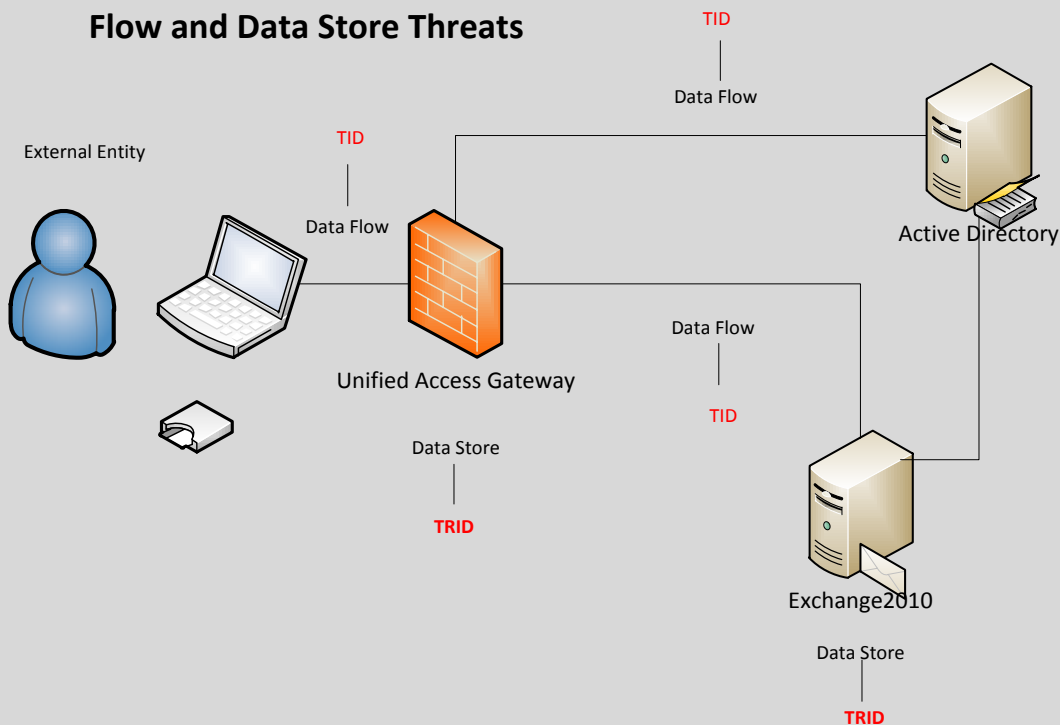 Flow and Data Store Threats
TID
Data Flow
External Entity
TID
Data Flow
Active Directory
Unified Access Gateway
Data Flow
TID
Data Store
TRID
Exchange2010
Data Store
TRID